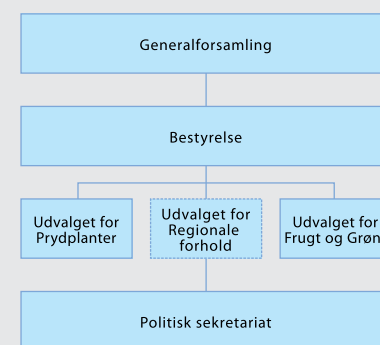 Generalforsamling
Bestyrelse
Udvalget for
Prydplanter
Udvalget for
Regionale
forhold
Udvalget for
Frugt og Grøn
Politisk sekretariat